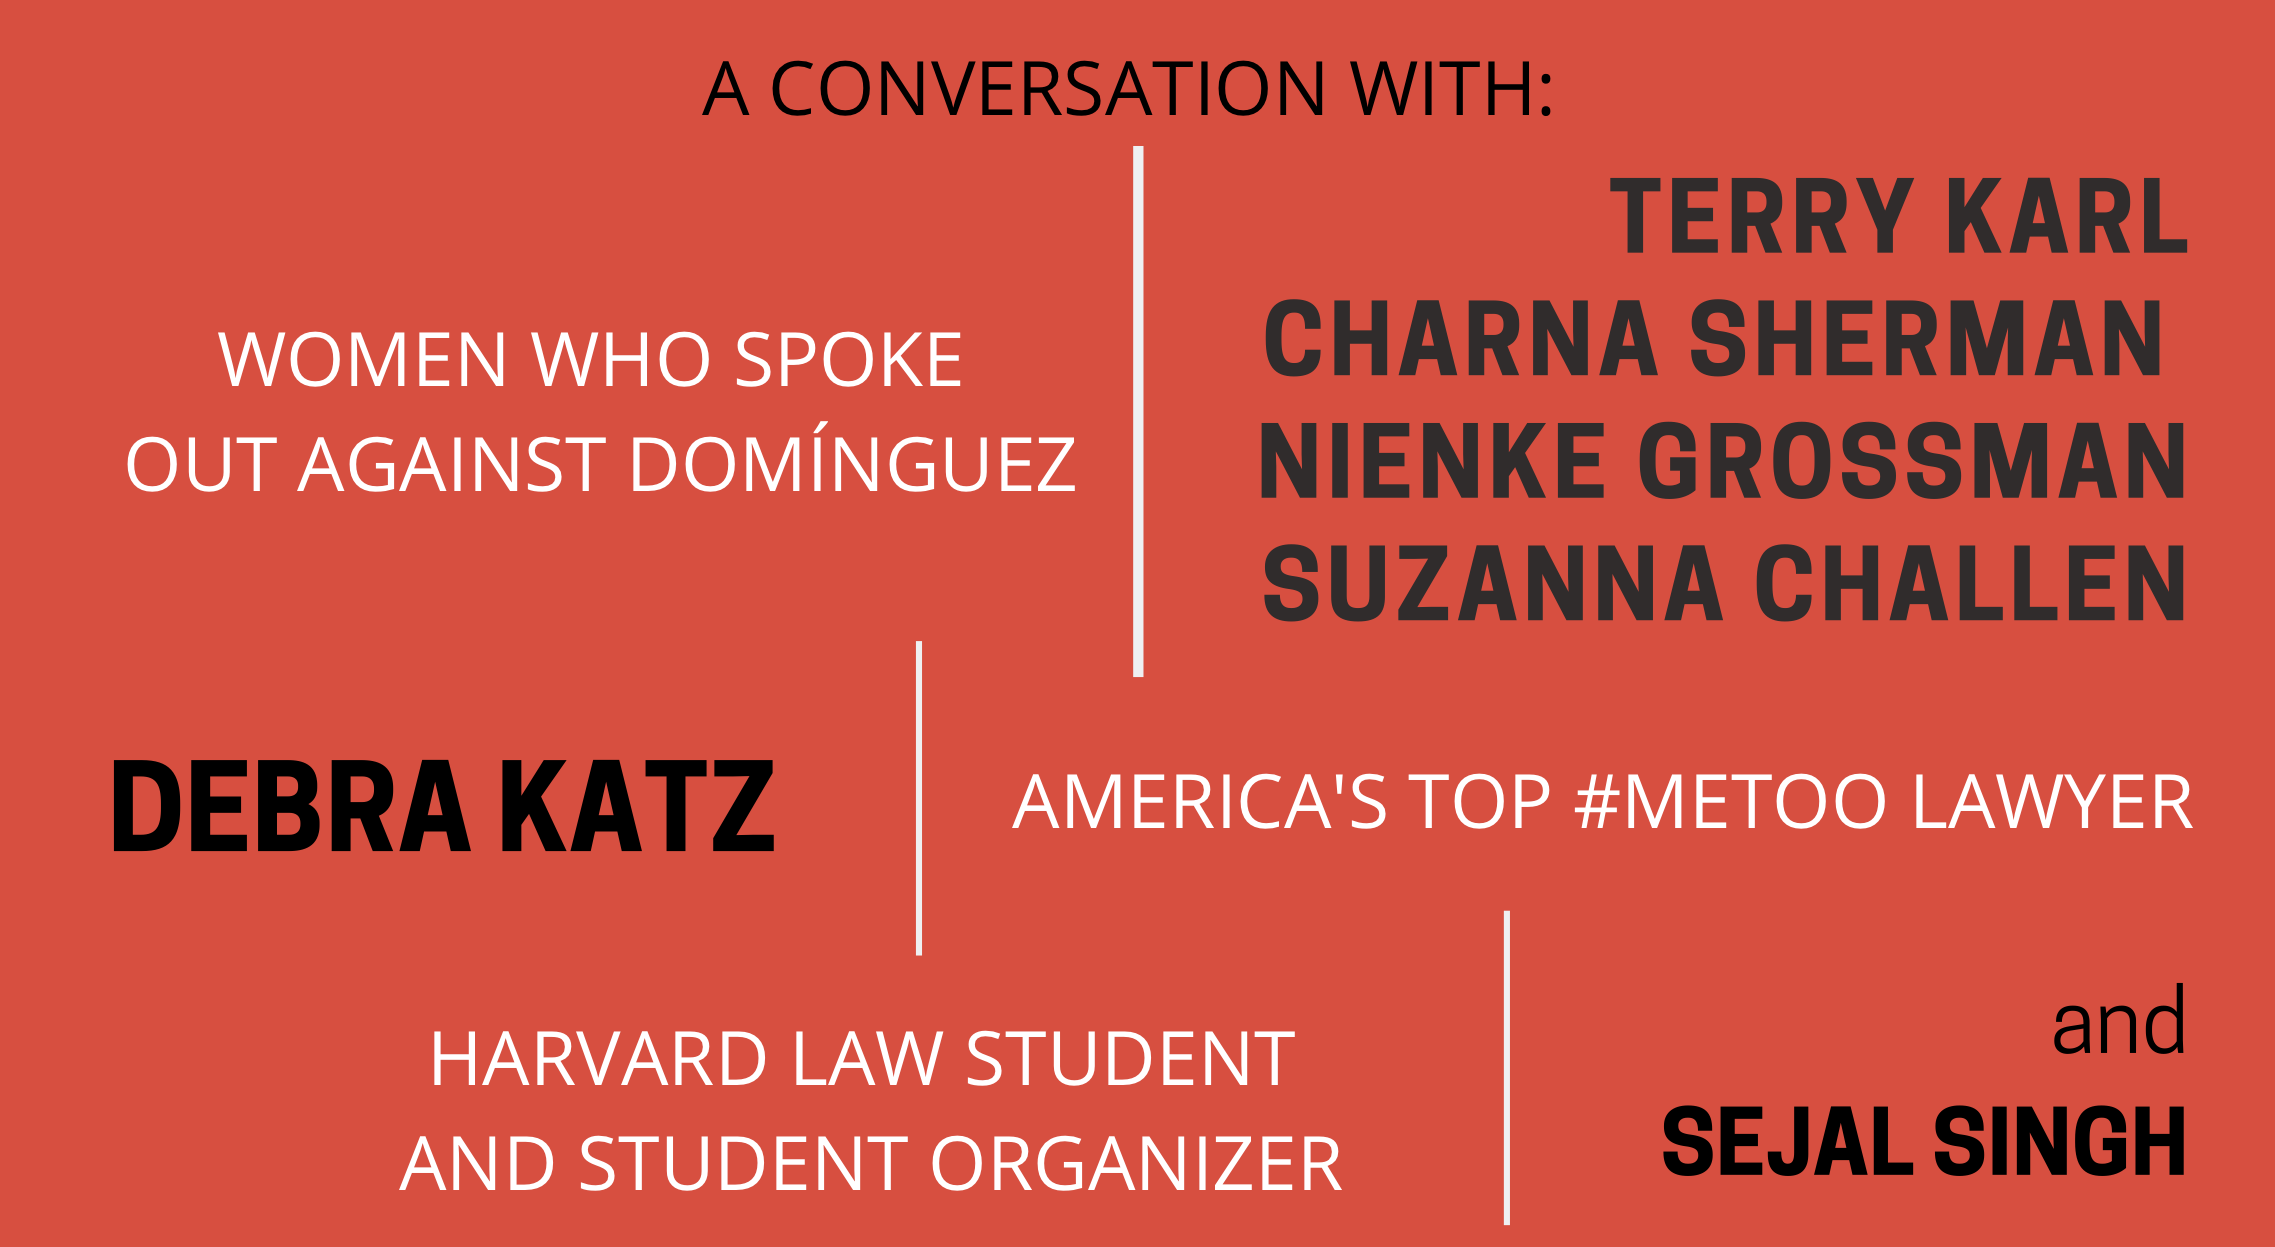 A CONVERSATION WITH:
WOMEN WHO SPOKE
OUT AGAINST DOMÍNGUEZ
TERRY KARL
CHARNA SHERMAN
NIENKE GROSSMAN
SUZANNA CHALLEN
DEBRA KATZ
AMERICA'S TOP #METOO LAWYER
HARVARD LAW STUDENT
AND STUDENT ORGANIZER
and
SEJAL SINGH